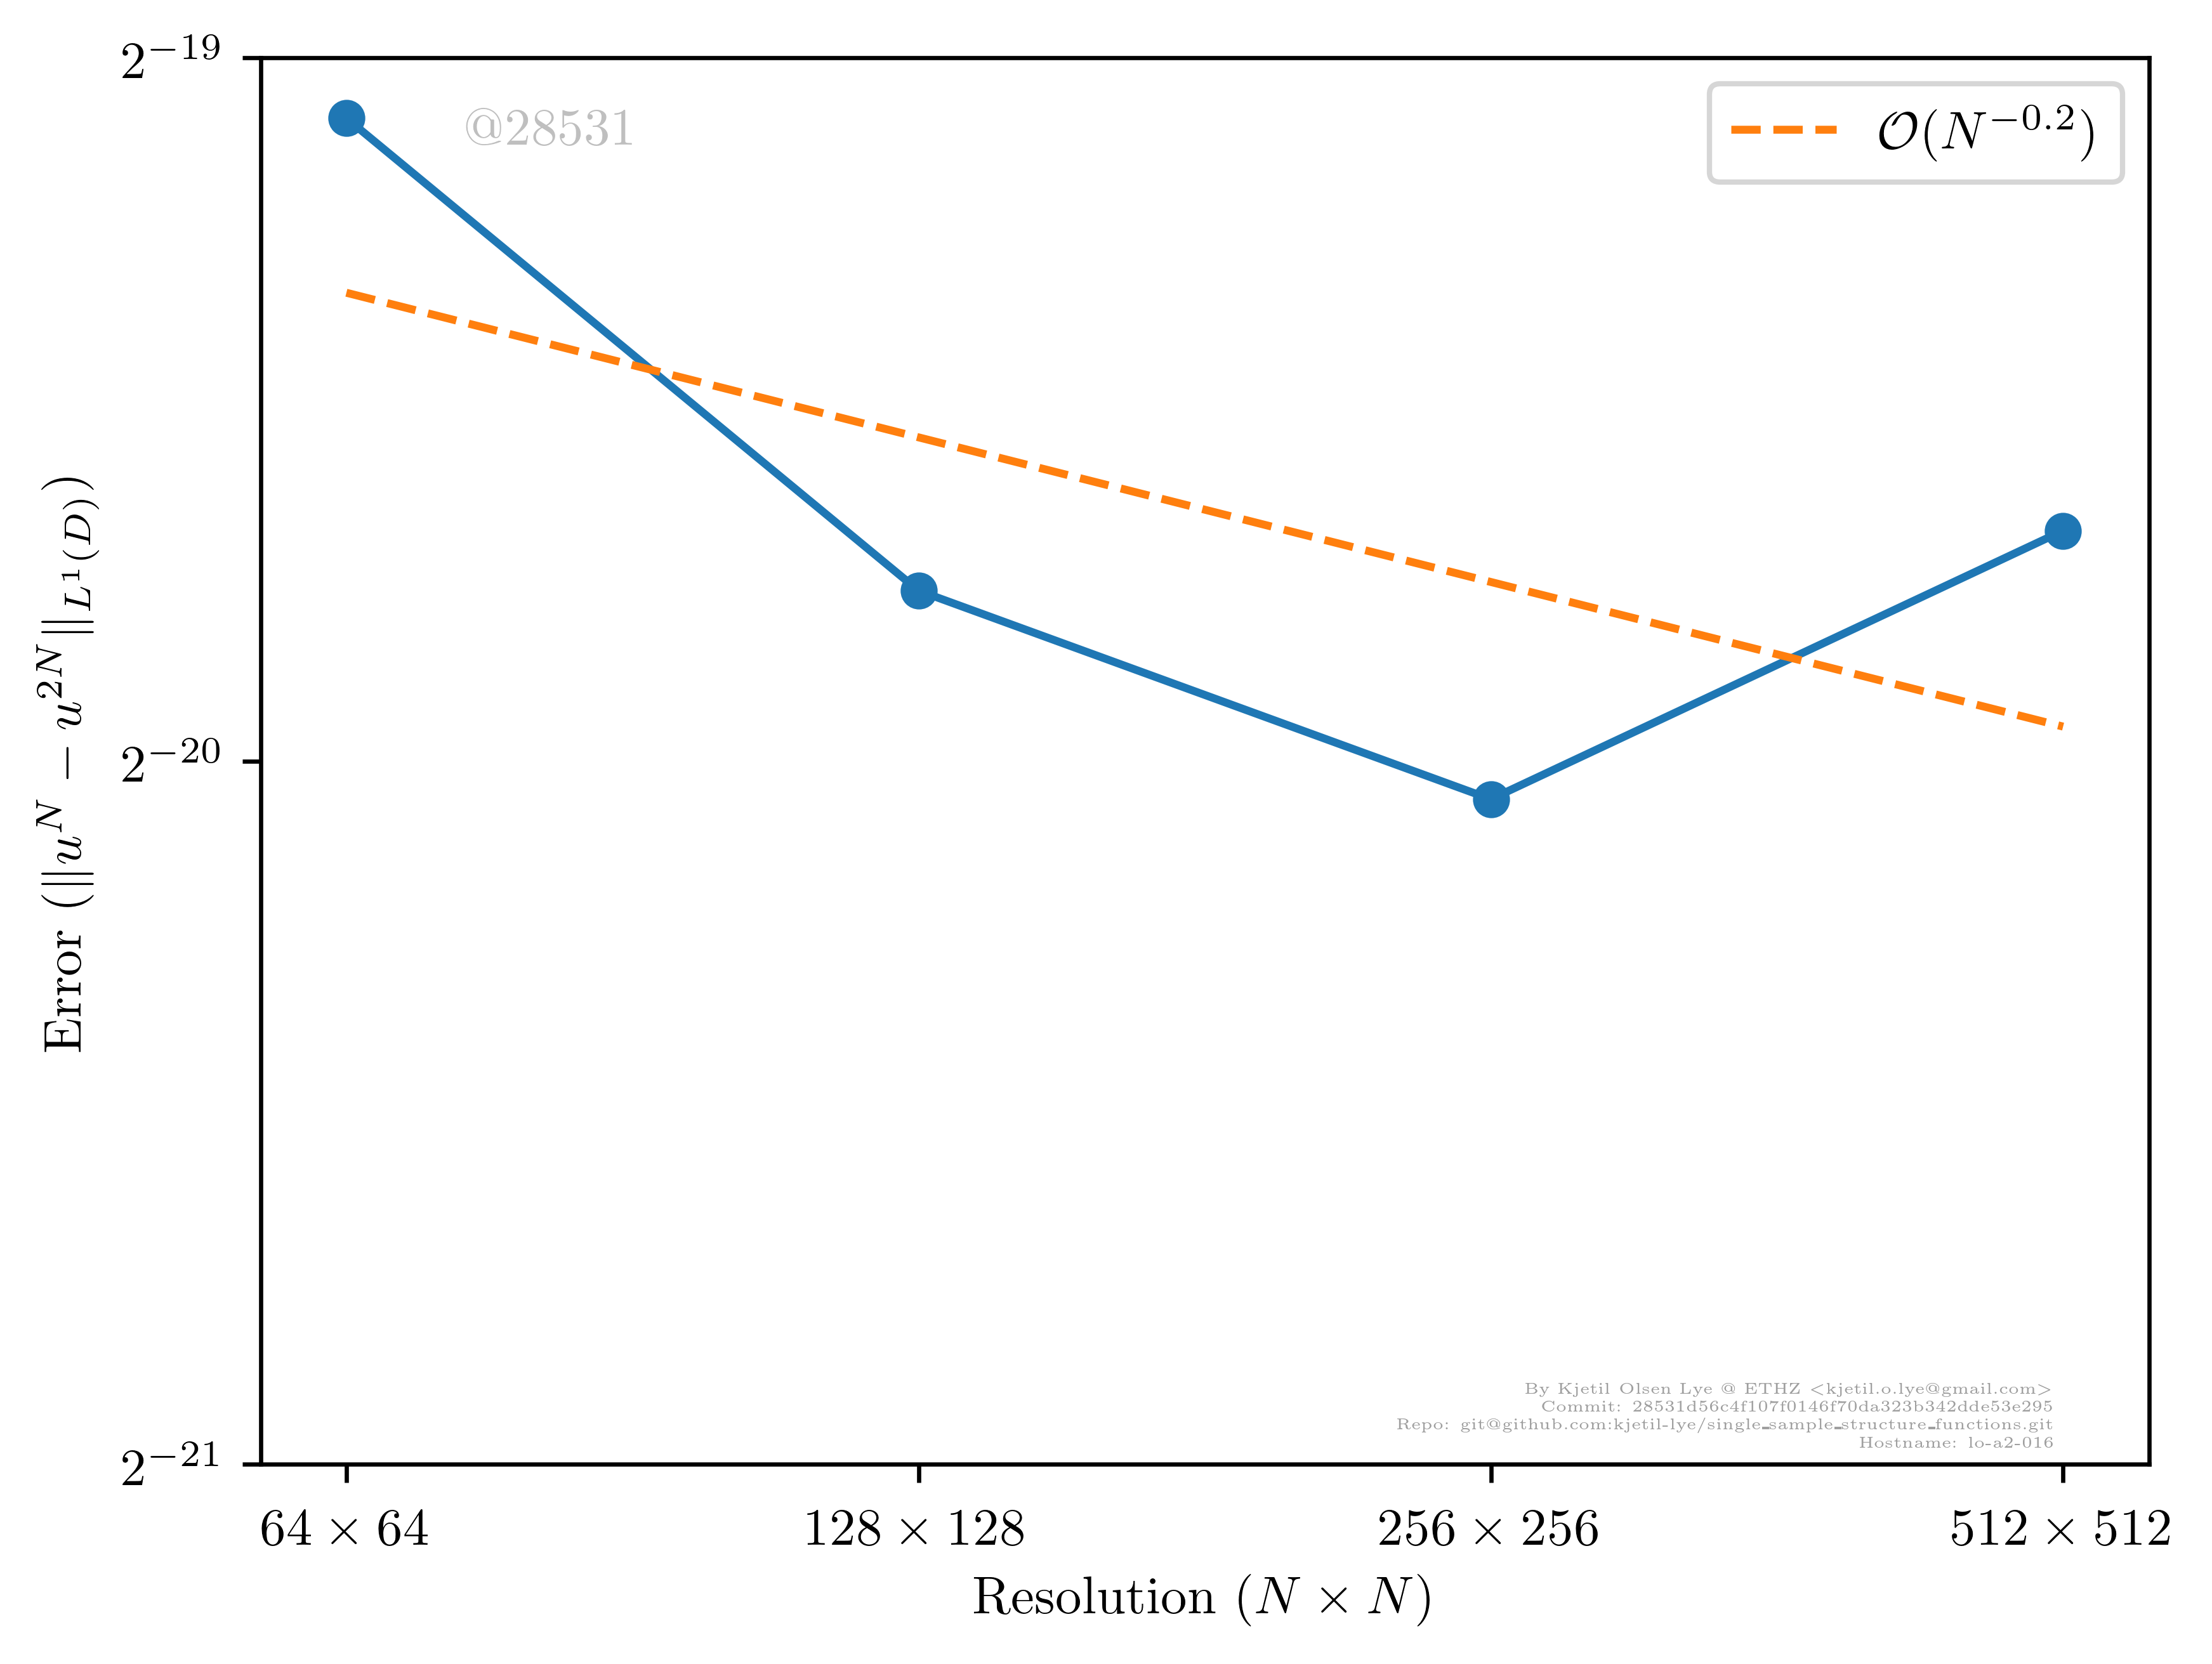 2^{-19}
@28531
𝒪(N^{-0.2})
Error (||u^N − u^{2N}||_{L^1(D)})
2^{-20}
By Kjetil Olsen Lye @ ETHZ <kjetil.o.lye@gmail.com>
Commit: 28531d56c4f107f0146f70da323b342dde53e295
Repo: git@github.com:kjetil-lye/single_sample_structure_functions.git
Hostname: lo-a2-016
2^{-21}
64 × 64 128 × 128 256 × 256 512 × 512
Resolution (N × N)